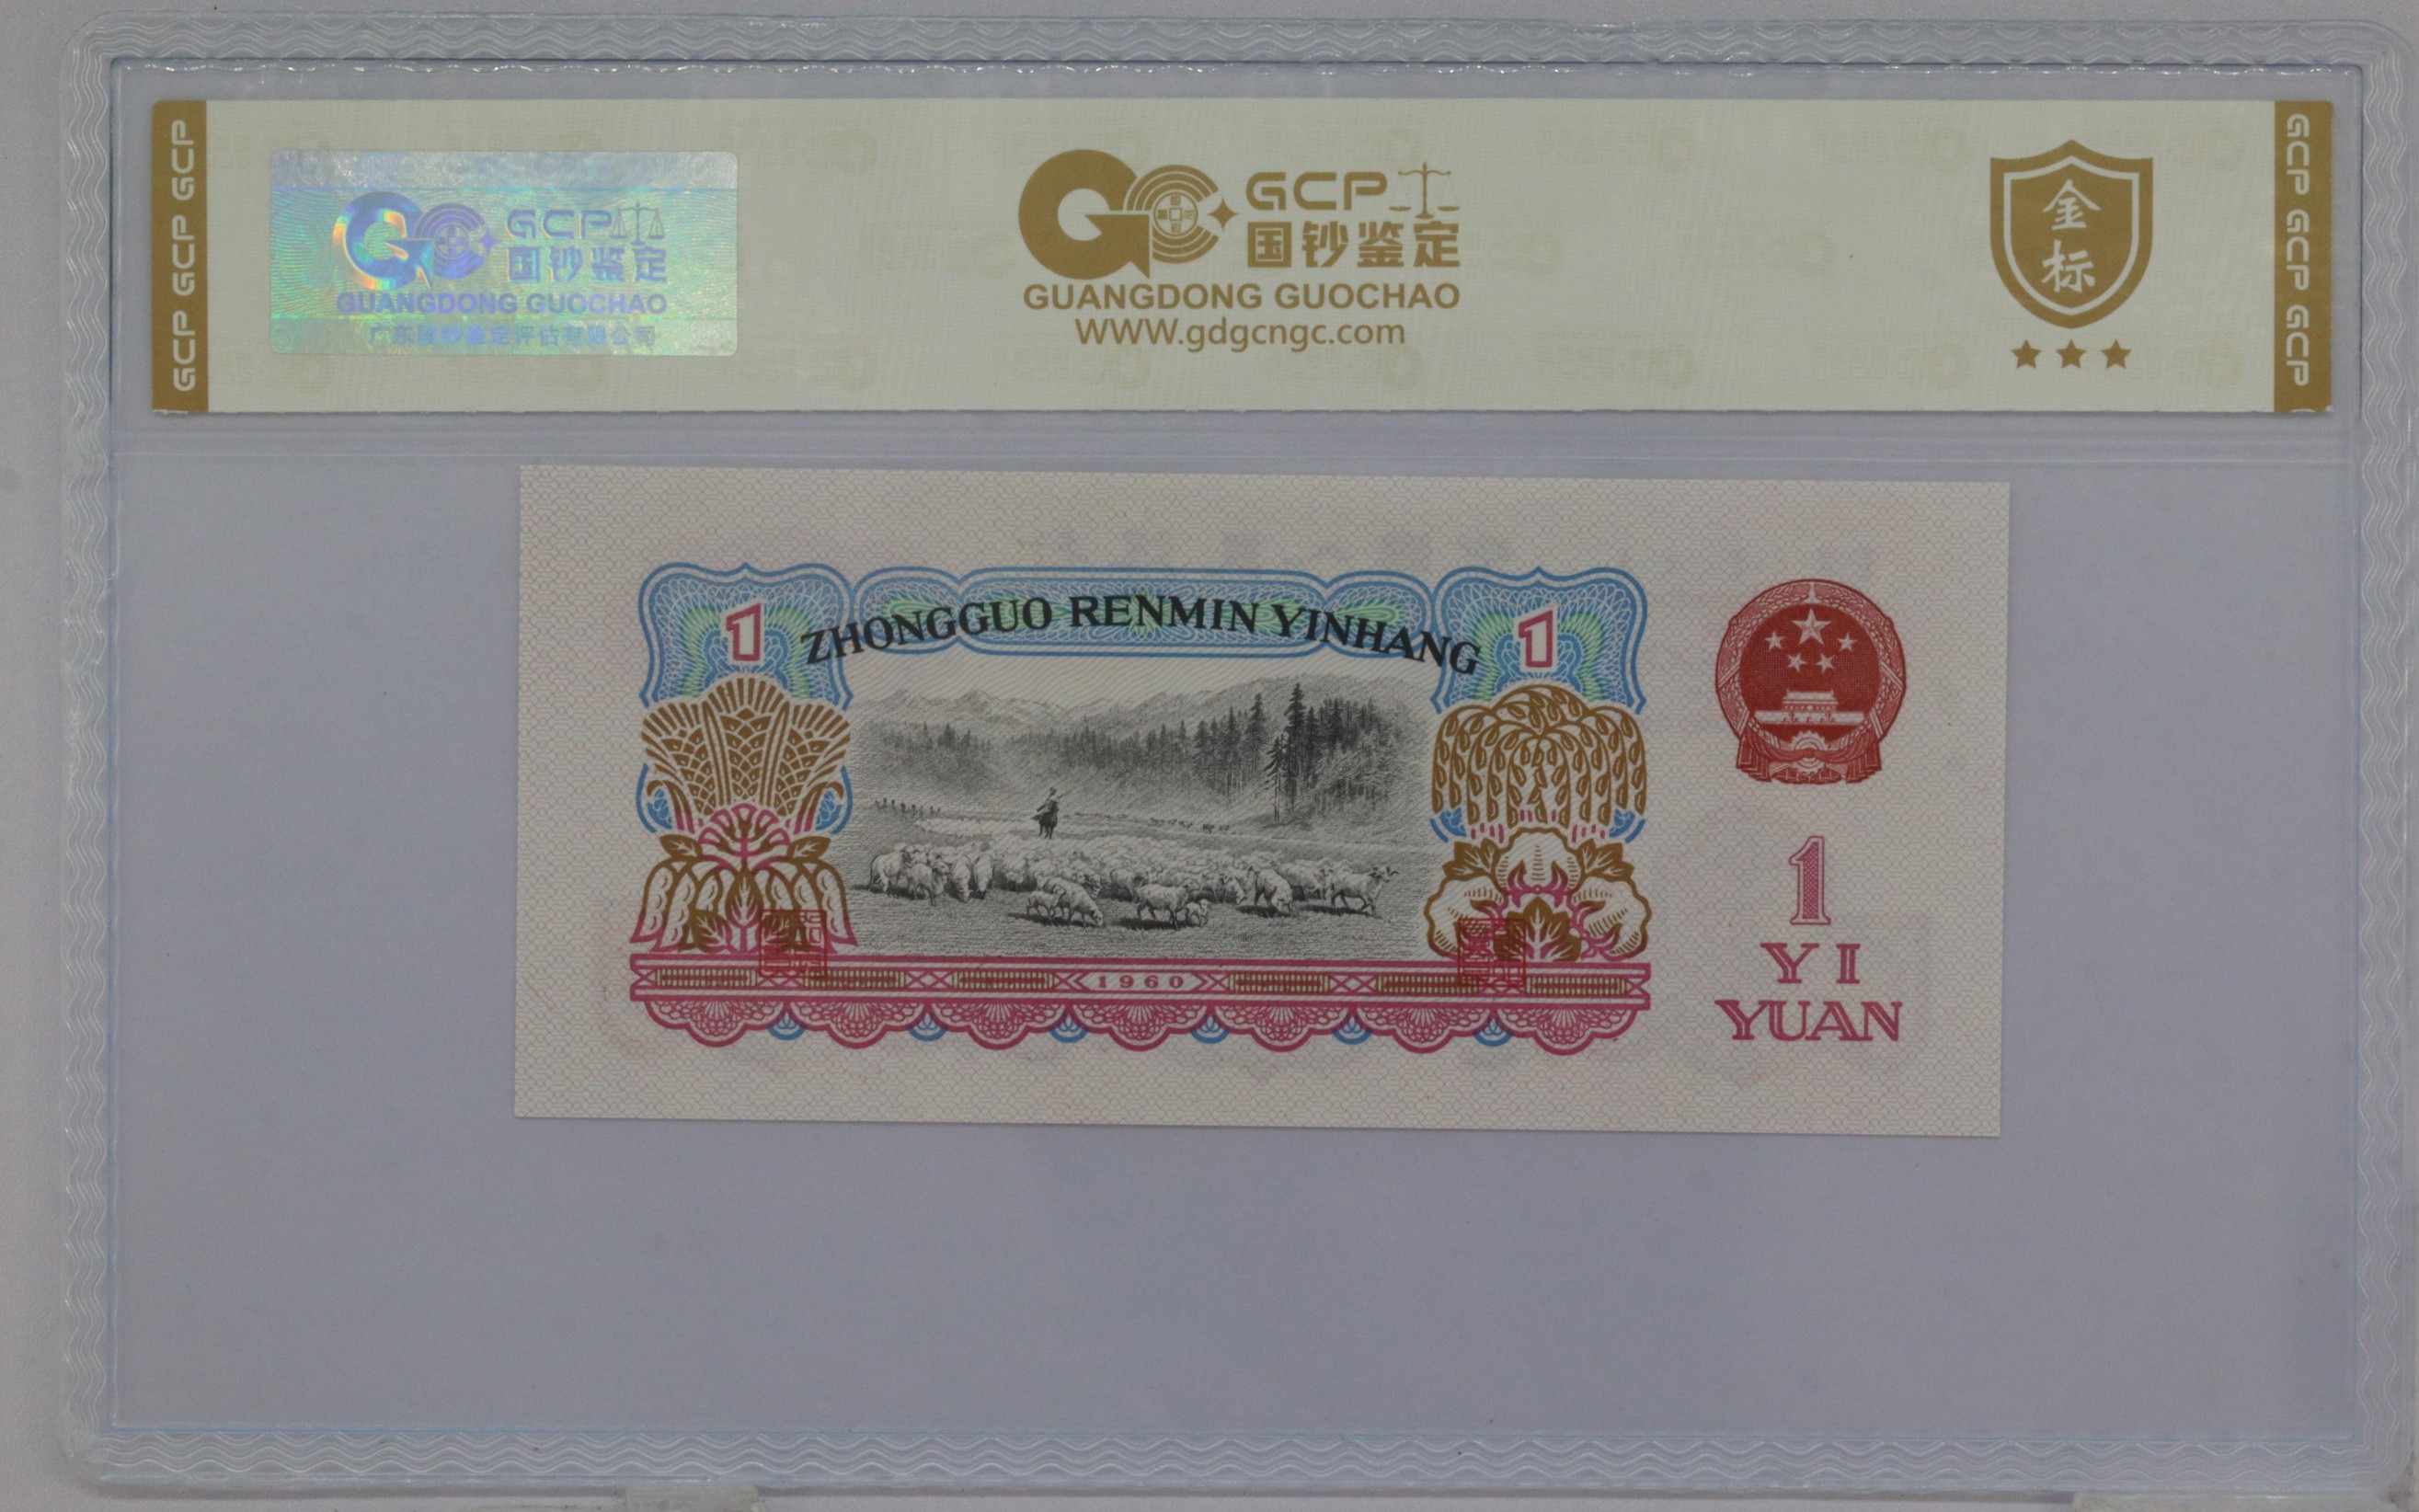 GCP GCP GCP
GCP
国钞鉴定
GUANGDONG GUOCHAO
广东国钞鉴定评估有限公司
GCP
国钞鉴定
GUANGDONG GUOCHAO
WWW.gdgcngc.com
金
标
GCP GCP GCP
1
ZHONGGUO RENMIN YINHANG
1
1960
1
YI
YUAN